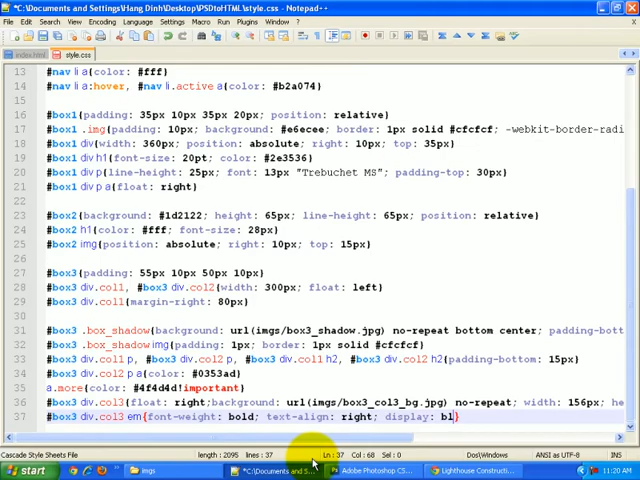 *C:\Documents and Settings\Hang Dinh\Desktop\PSDtoHTML\style.css - Notepad++
File Edit Search View Encoding Language Settings Macro Run Plugins Window ?
X
index.html style.css
13 #nav li a{color: #fff}
14 #nav li a:hover, #nav li.active a{color: #b2a074}
15
16 #box1{padding: 35px 10px 35px 20px; position: relative}
17 #box1 .img{padding: 10px; background: #e6ecee; border: 1px solid #cfcfcf; -webkit-border-radi
18 #box1 div{width: 360px; position: absolute; right: 10px; top: 35px}
19 #box1 div h1{font-size: 20pt; color: #2e3536}
20 #box1 div p{line-height: 25px; font: 13px "Trebuchet MS"; padding-top: 30px}
21 #box1 div p a{float: right}
22
23 #box2{background: #1d2122; height: 65px; line-height: 65px; position: relative}
24 #box2 h1{color: #fff; font-size: 28px}
25 #box2 img{position: absolute; right: 10px; top: 15px}
26
27 #box3{padding: 55px 10px 50px 10px}
28 #box3 div.col1, #box3 div.col2{width: 300px; float: left}
29 #box3 div.col1{margin-right: 80px}
30
31 #box3 .box_shadow{background: url(imgs/box3_shadow.jpg) no-repeat bottom center; padding-bott
32 #box3 .box_shadow img{padding: 1px; border: 1px solid #cfcfcf}
33 #box3 div.col1 p, #box3 div.col2 p, #box3 div.col1 h2, #box3 div.col2 h2{padding-bottom: 15px}
34 #box3 div.col2 p a{color: #0353ad}
35 a.more{color: #4f4d4d!important}
36 #box3 div.col3{float: right;background: url(imgs/box3_col3_bg.jpg) no-repeat; width: 156px; he
37 #box3 div.col3 em{font-weight: bold; text-align: right; display: bl}
Cascade Style Sheets File length : 2095 lines : 37 Ln : 37 Col : 68 Sel : 0 Dos\Windows ANSI as UTF-8 INS
start imgs *C:\Documents and S... Adobe Photoshop CS... Lighthouse Constructi... 11:20 AM